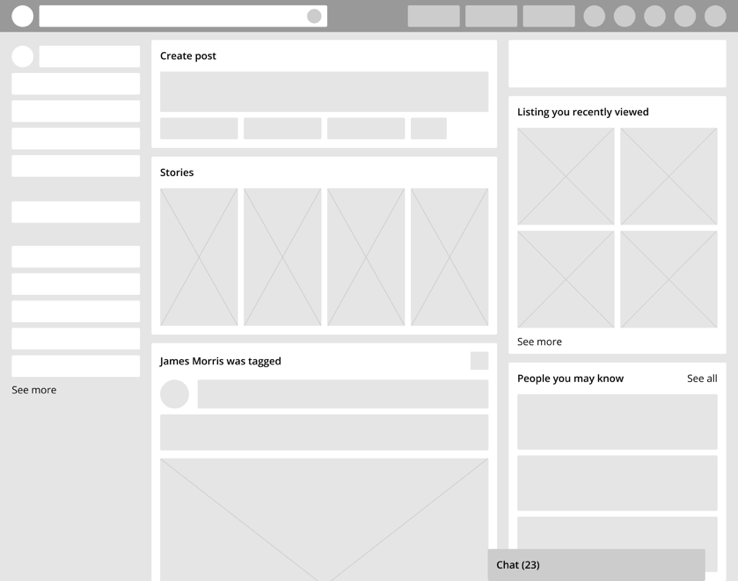 Create post
Stories
James Morris was tagged
See more
Listing you recently viewed
See more
People you may know
See all
Chat (23)